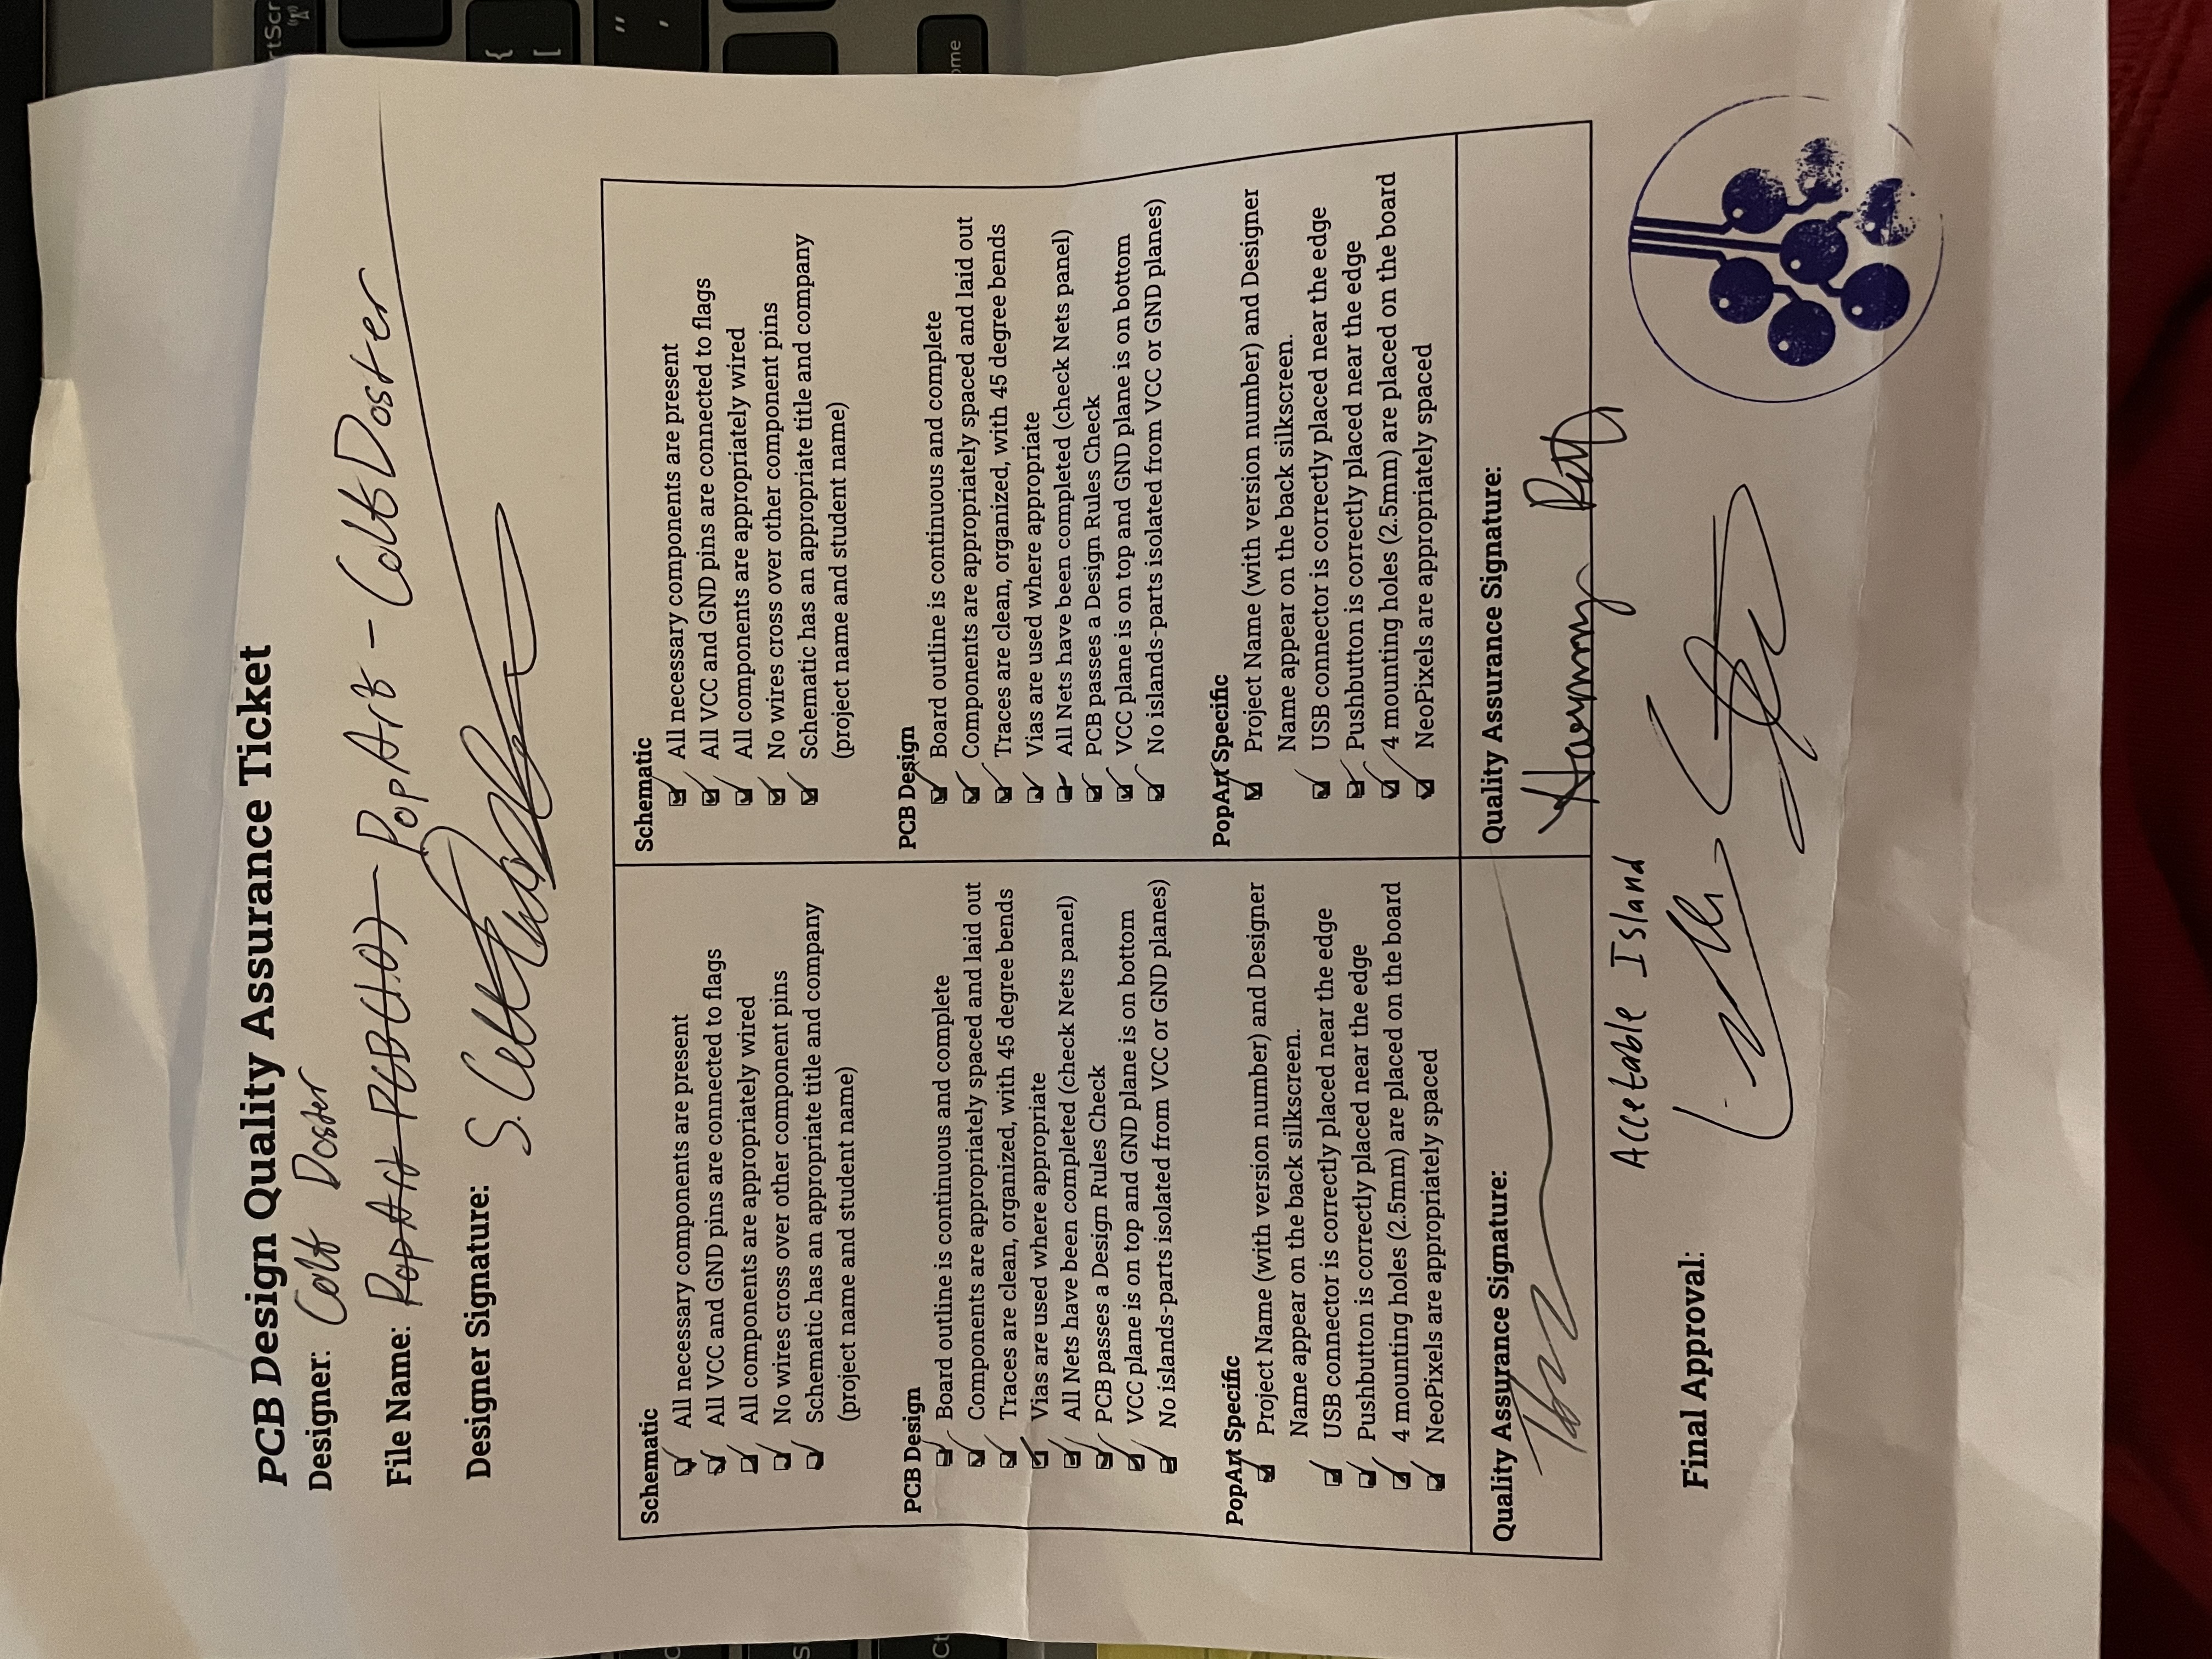 PCB Design Quality Assurance Ticket
Designer: Colt Doster
File Name: PopArt PCB(1.0) PopArt - ColtDoster
Designer Signature: S. Colt
Schematic
All necessary components are present
All VCC and GND pins are connected to flags
All components are appropriately wired
No wires cross over other component pins
Schematic has an appropriate title and company
(project name and student name)
PCB Design
Board outline is continuous and complete
Components are appropriately spaced and laid out
Traces are clean, organized, with 45 degree bends
Vias are used where appropriate
All Nets have been completed (check Nets panel)
PCB passes a Design Rules Check
VCC plane is on top and GND plane is on bottom
No islands-parts isolated from VCC or GND planes)
PopArt Specific
Project Name (with version number) and Designer
Name appear on the back silkscreen.
USB connector is correctly placed near the edge
Pushbutton is correctly placed near the edge
4 mounting holes (2.5mm) are placed on the board
NeoPixels are appropriately spaced
Quality Assurance Signature:
Schematic
All necessary components are present
All VCC and GND pins are connected to flags
All components are appropriately wired
No wires cross over other component pins
Schematic has an appropriate title and company
(project name and student name)
PCB Design
Board outline is continuous and complete
Components are appropriately spaced and laid out
Traces are clean, organized, with 45 degree bends
Vias are used where appropriate
All Nets have been completed (check Nets panel)
PCB passes a Design Rules Check
VCC plane is on top and GND plane is on bottom
No islands-parts isolated from VCC or GND planes)
PopArt Specific
Project Name (with version number) and Designer
Name appear on the back silkscreen.
USB connector is correctly placed near the edge
Pushbutton is correctly placed near the edge
4 mounting holes (2.5mm) are placed on the board
NeoPixels are appropriately spaced
Quality Assurance Signature:
Harmony
Accetable Island
Final Approval:
rtScr
{
[
"
,
ome
Ct